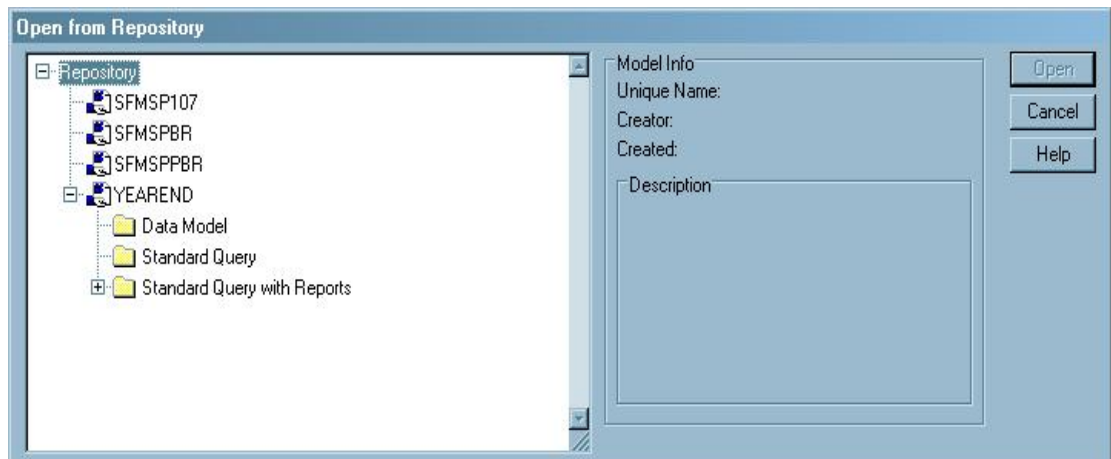 Open from Repository
Repository
SFMSP107
SFMSPBR
SFMSPPBR
YEAREND
Data Model
Standard Query
Standard Query with Reports
Model Info
Unique Name:
Creator:
Created:
Description
Open
Cancel
Help